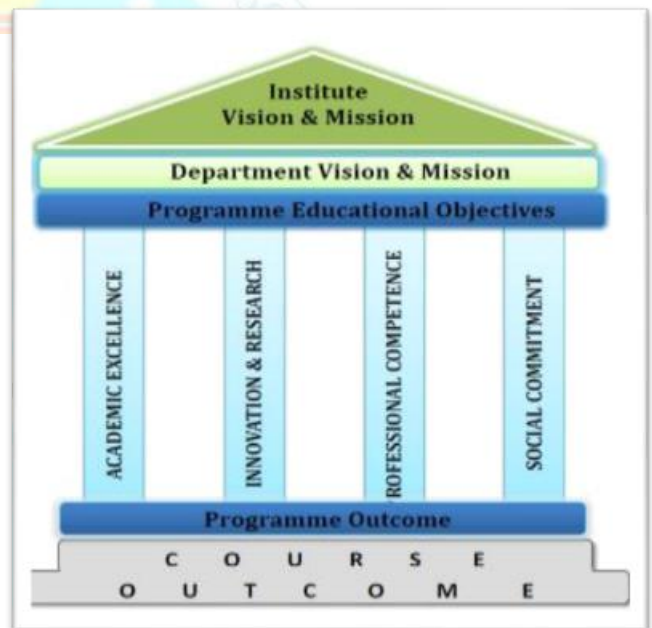 Institute
Vision & Mission
Department Vision & Mission
Programme Educational Objectives
ACADEMIC EXCELLENCE
INNOVATION & RESEARCH
ROFESSIONAL COMPETENCE
SOCIAL COMMITMENT
Programme Outcome
C O U R S E
O U T C O M E